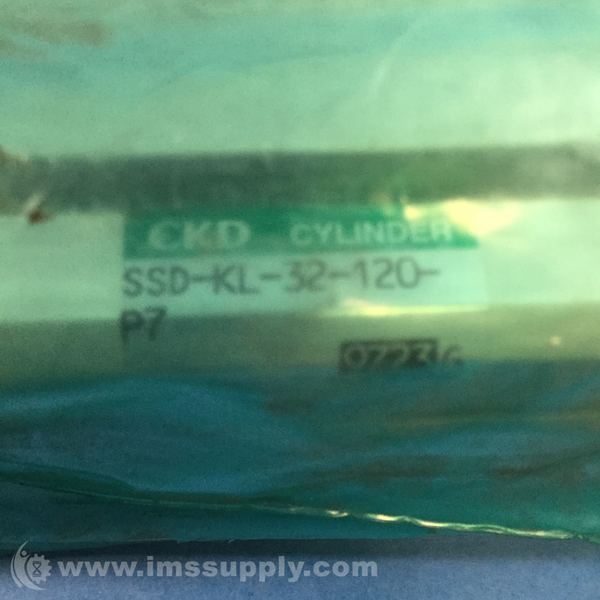 CKD CYLINDER
SSD-KL-32-120-
P7
www.imssupply.com